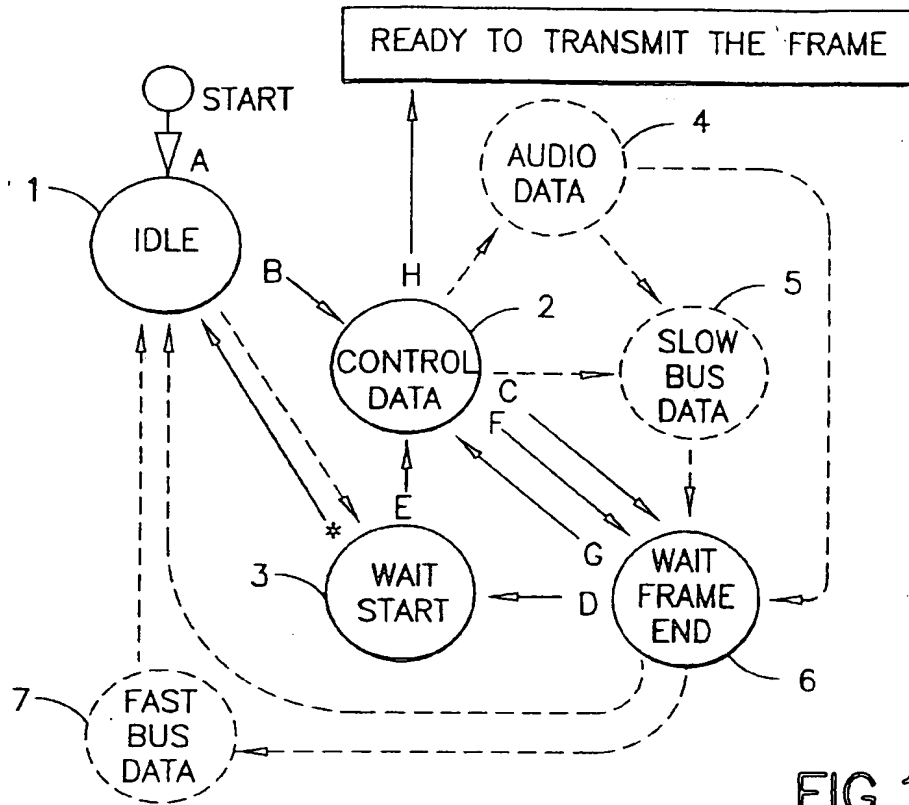 READY TO TRANSMIT THE FRAME
START
A
1
IDLE
4
AUDIO
DATA
B
H
2
5
CONTROL
DATA
SLOW
BUS
DATA
C
F
E
*
G
3
WAIT
START
D
WAIT
FRAME
END
6
7
FAST
BUS
DATA
FIG 1